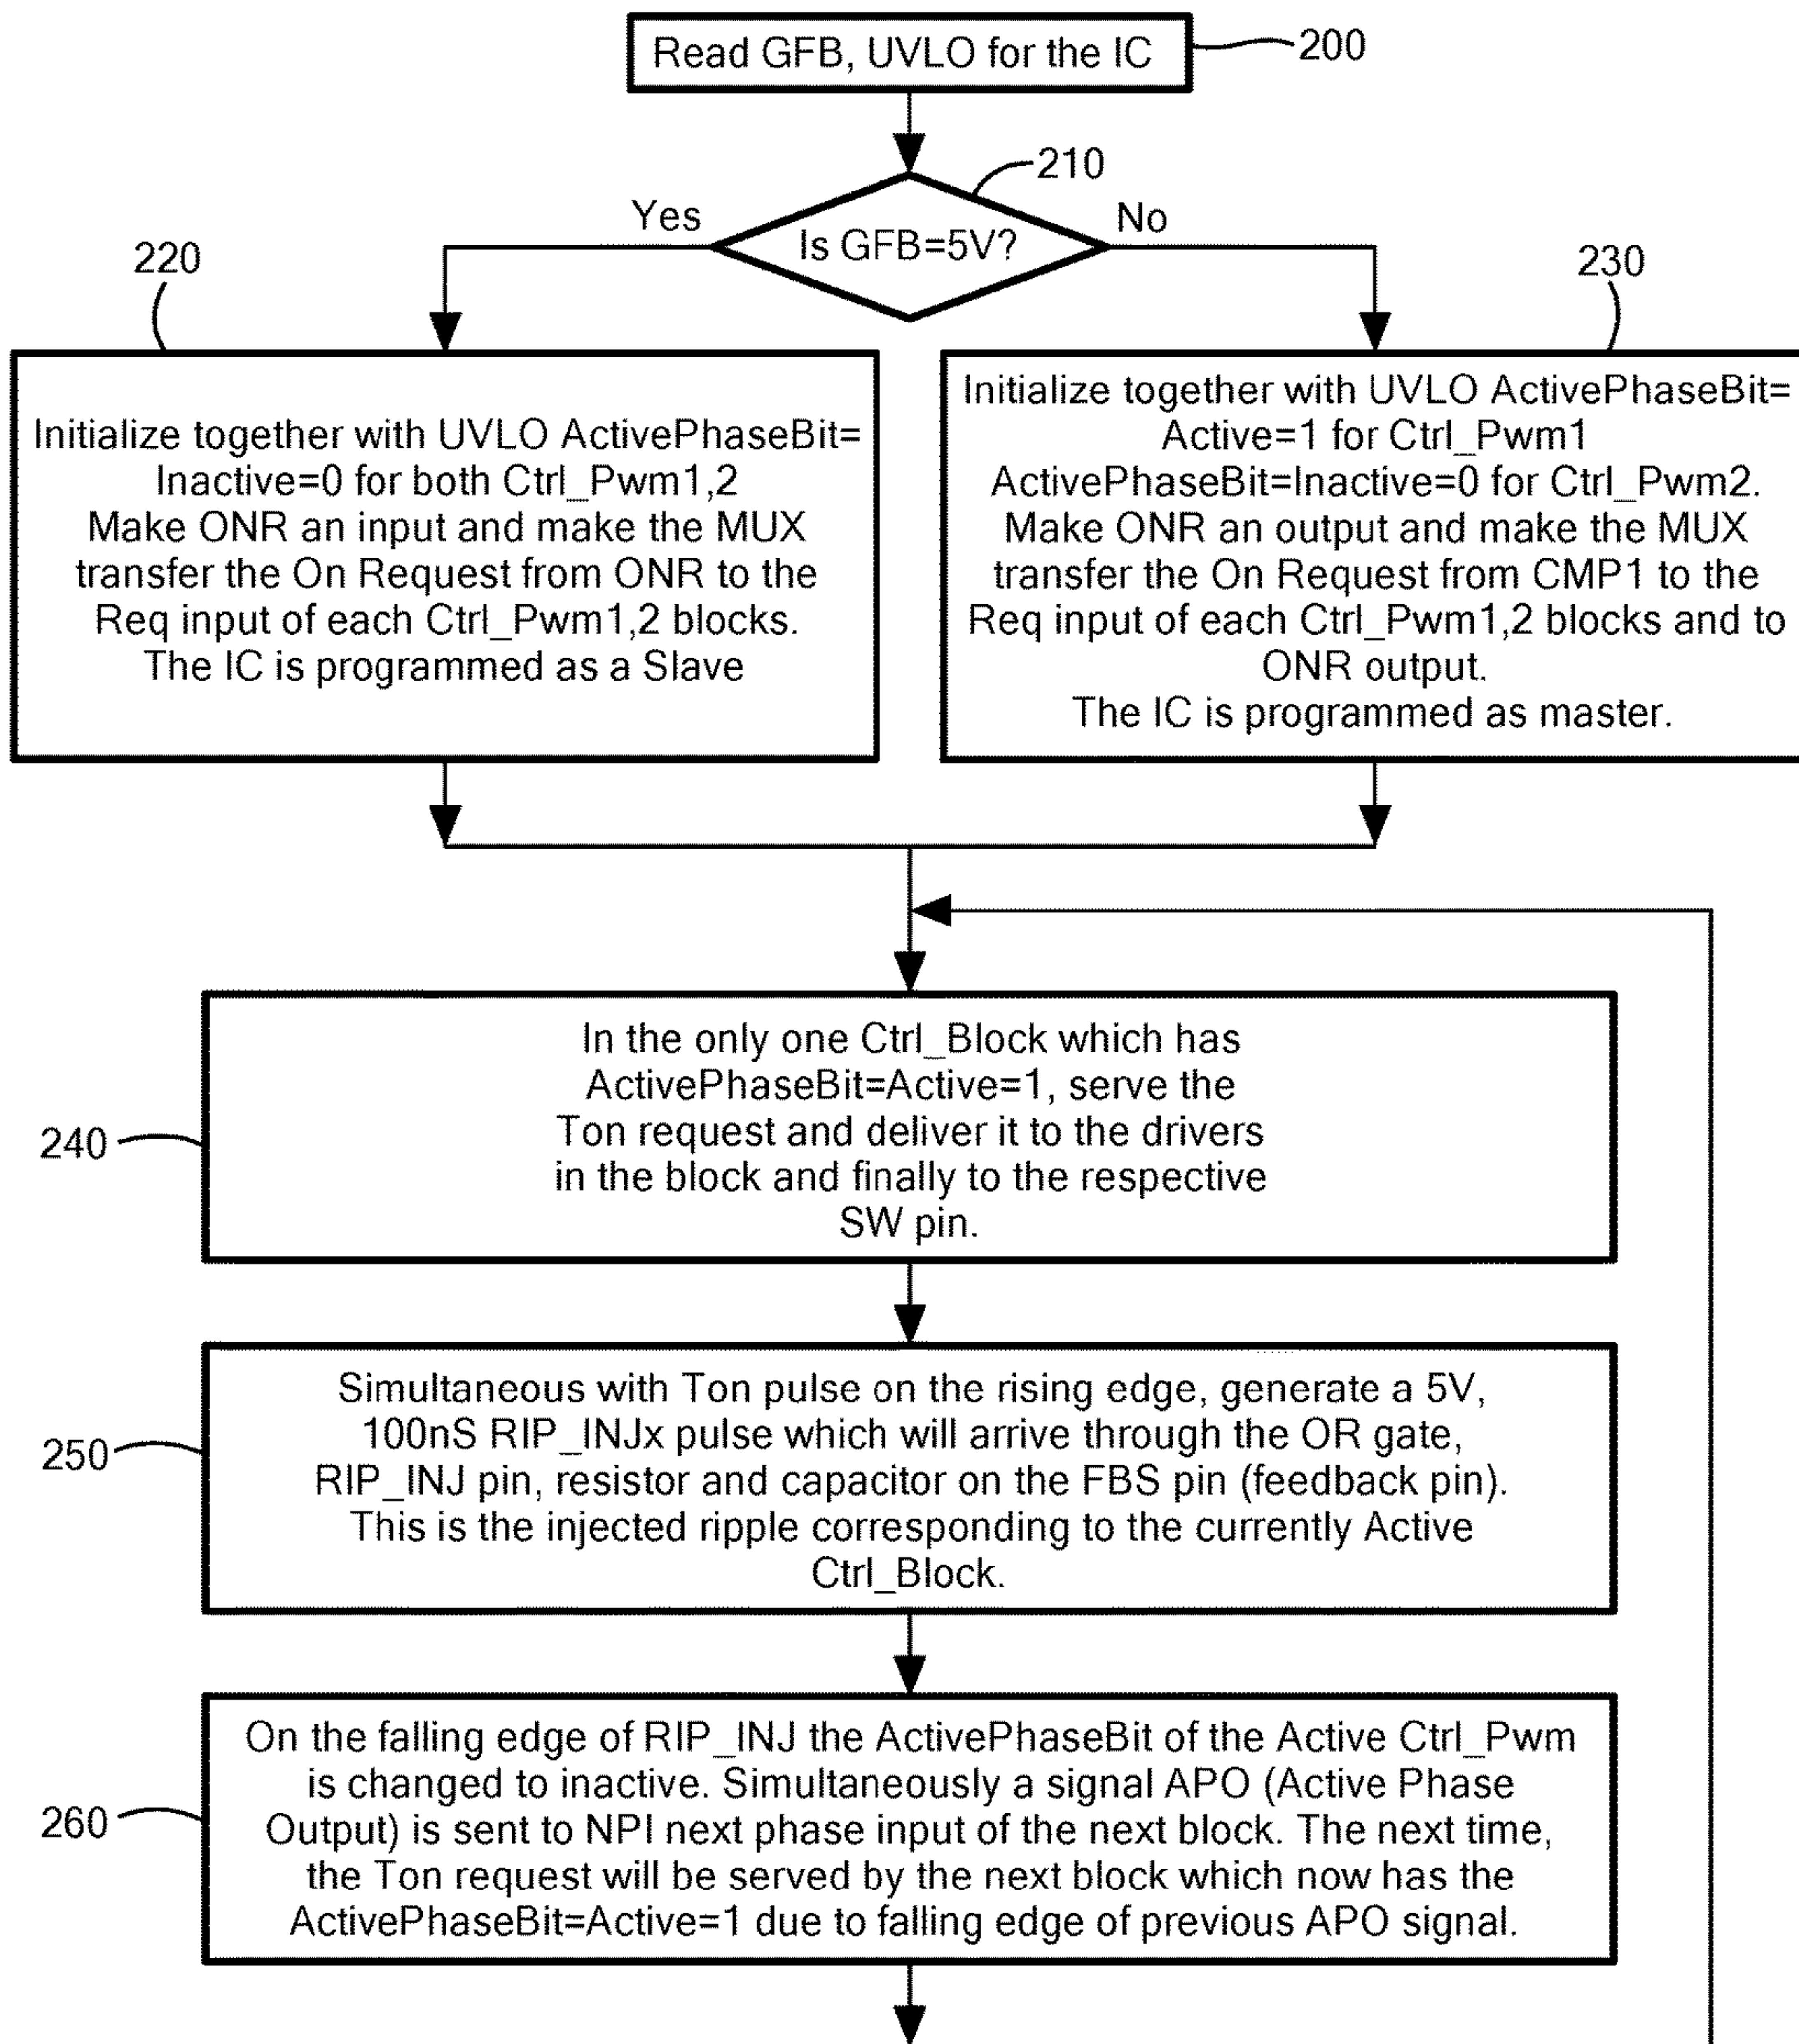 Read GFB, UVLO for the IC
200
210
Yes
No
Is GFB=5V?
220
230
Initialize together with UVLO ActivePhaseBit=
Inactive=0 for both Ctrl_Pwm1,2
Make ONR an input and make the MUX
transfer the On Request from ONR to the
Req input of each Ctrl_Pwm1,2 blocks.
The IC is programmed as a Slave
Initialize together with UVLO ActivePhaseBit=
Active=1 for Ctrl_Pwm1
ActivePhaseBit=Inactive=0 for Ctrl_Pwm2.
Make ONR an output and make the MUX
transfer the On Request from CMP1 to the
Req input of each Ctrl_Pwm1,2 blocks and to
ONR output.
The IC is programmed as master.
In the only one Ctrl_Block which has
ActivePhaseBit=Active=1, serve the
Ton request and deliver it to the drivers
in the block and finally to the respective
SW pin.
240
Simultaneous with Ton pulse on the rising edge, generate a 5V,
100nS RIP_INJx pulse which will arrive through the OR gate,
RIP_INJ pin, resistor and capacitor on the FBS pin (feedback pin).
This is the injected ripple corresponding to the currently Active
Ctrl_Block.
250
On the falling edge of RIP_INJ the ActivePhaseBit of the Active Ctrl_Pwm
is changed to inactive. Simultaneously a signal APO (Active Phase
Output) is sent to NPI next phase input of the next block. The next time,
the Ton request will be served by the next block which now has the
ActivePhaseBit=Active=1 due to falling edge of previous APO signal.
260